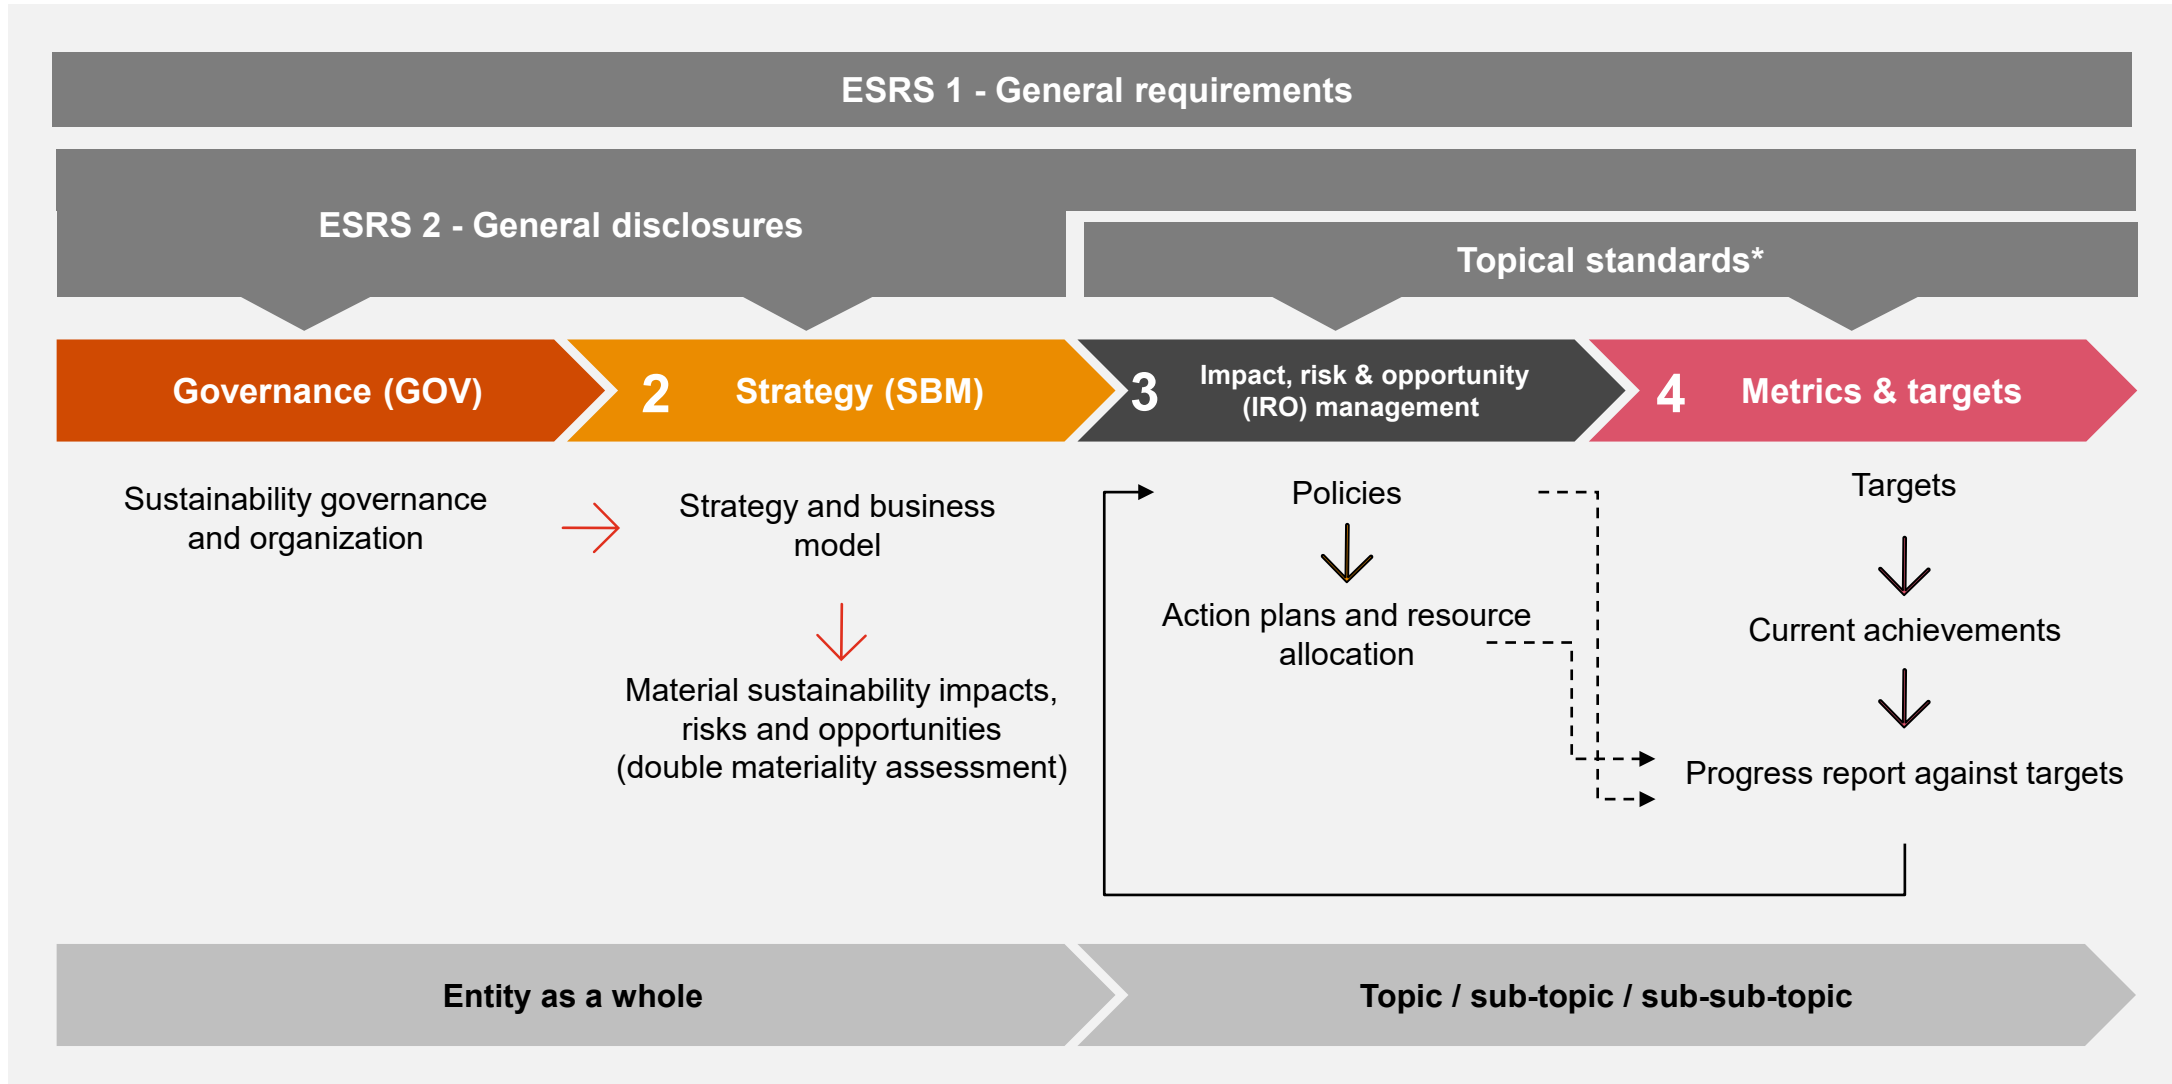 ESRS 1 - General requirements
ESRS 2 - General disclosures
Topical standards*
Governance (GOV)
2 Strategy (SBM)
3 Impact, risk & opportunity
(IRO) management
4 Metrics & targets
Sustainability governance
and organization
Strategy and business
model
Material sustainability impacts,
risks and opportunities
(double materiality assessment)
Policies
Action plans and resource
allocation
Targets
Current achievements
Progress report against targets
Entity as a whole
Topic / sub-topic / sub-sub-topic